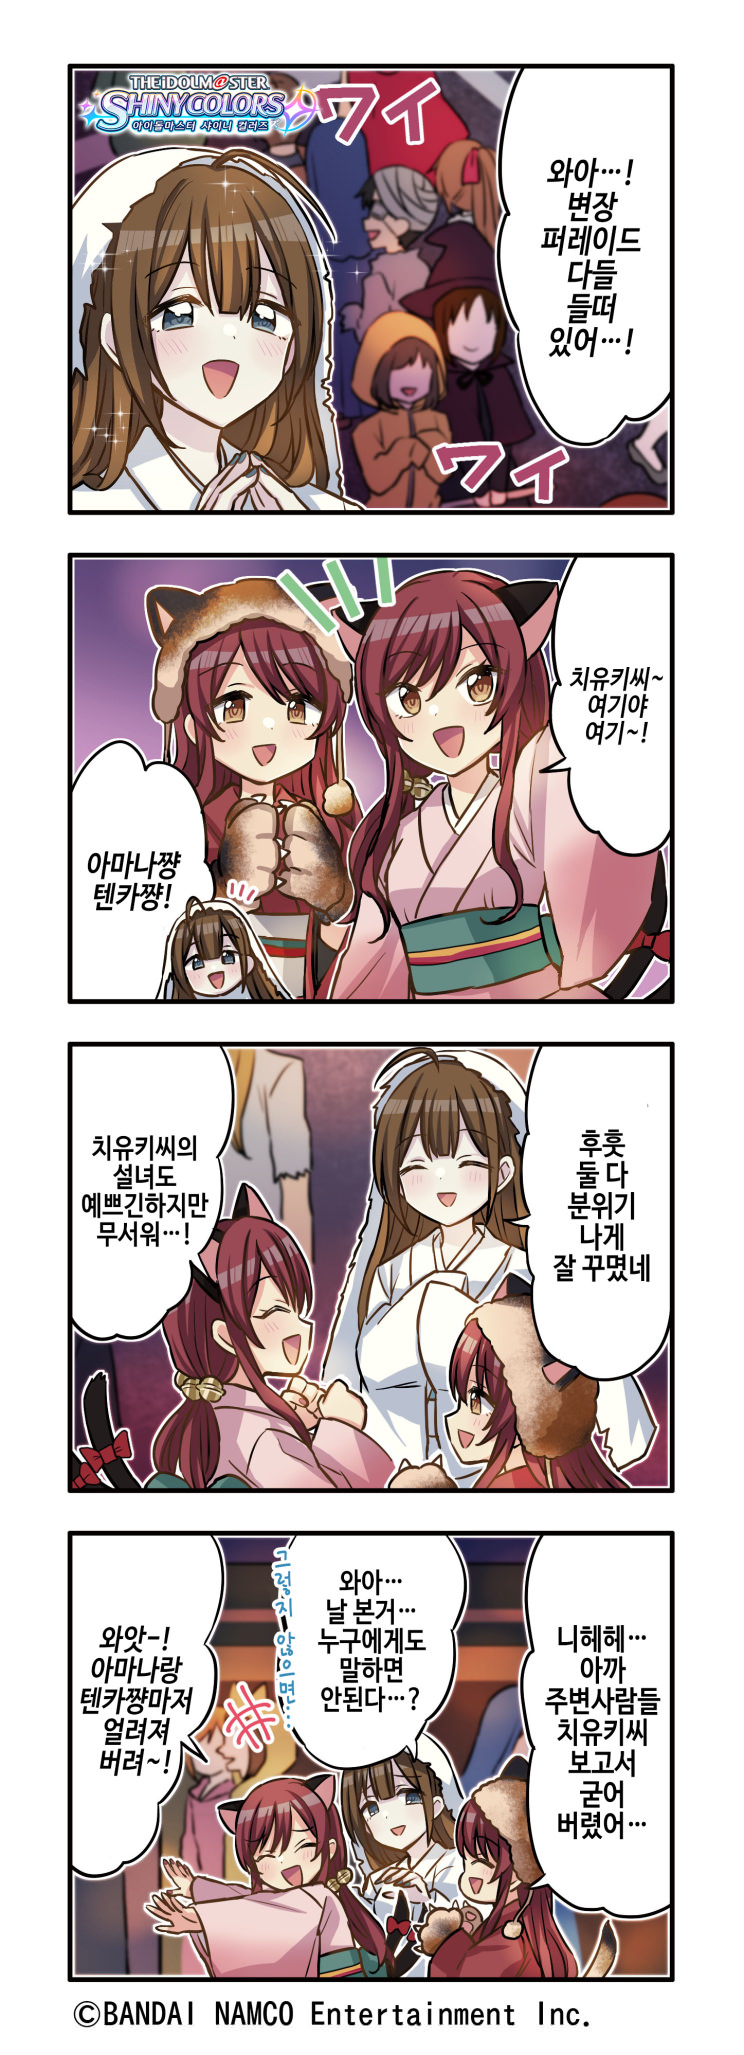 THE iDOLM@STER
SHINYCOLORS
아이돌마스터 샤이니 컬러즈
ワイ
와아…!
변장
퍼레이드
다들
들떠
있어…!
ワイ
치유키씨~
여기야
여기~!
아마나쨩
텐카쨩!
후훗
둘 다
분위기
나게
잘 꾸몄네
치유키씨의
설녀도
예쁘긴하지만
무서워…!
니헤헤…
아까
주변사람들
치유키씨
보고서
굳어
버렸어…
와아…
날 본거…
누구에게도
말하면
안된다…?
그렇지 않으면…
와앗-!
아마나랑
텐카쨩마저
얼려져
버려~!
©BANDAI NAMCO Entertainment Inc.